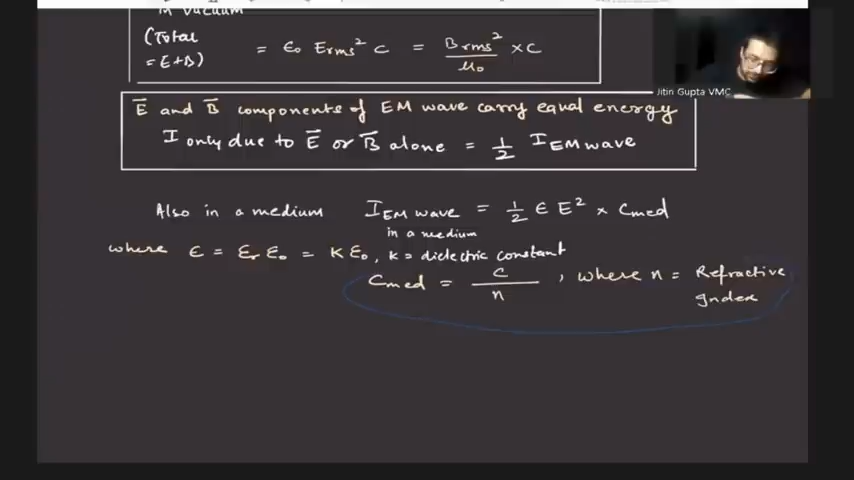 M vacuum
(Total = E+B) = ε₀ Erms² c = Brms²/μ₀ × c
Jitin Gupta VMC
E⃗ and B⃗ components of EM wave carry equal energy
I only due to E⃗ or B⃗ alone = 1/2 I EM wave
Also in a medium I EM wave in a medium = 1/2 ε E² × Cmed
where ε = εr ε₀ = K ε₀, K = dielectric constant
Cmed = c/n , where n = Refractive
Index